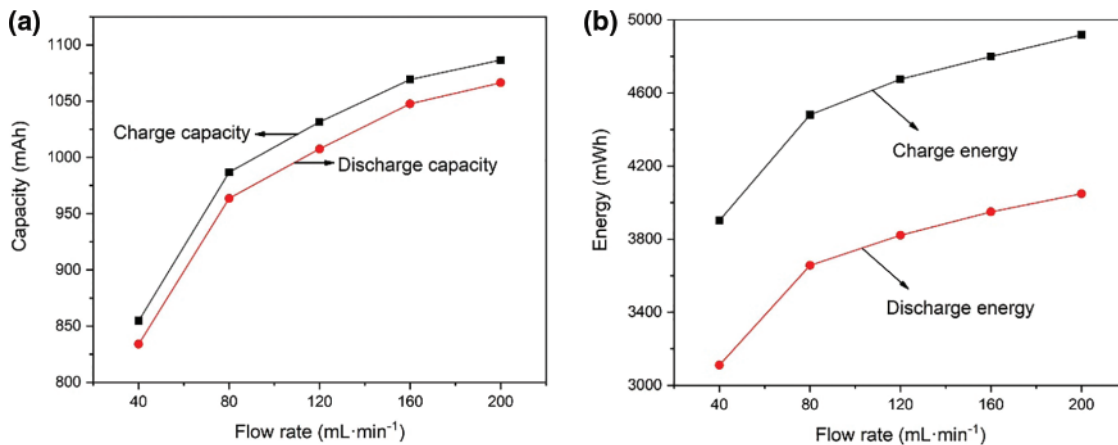 (a)
1100
1050
1000
950
900
850
800
Capacity (mAh)
Charge capacity
Discharge capacity
40 80 120 160 200
Flow rate (mL·min⁻¹)
(b)
5000
4600
4200
3800
3400
3000
Energy (mWh)
Charge energy
Discharge energy
40 80 120 160 200
Flow rate (mL·min⁻¹)